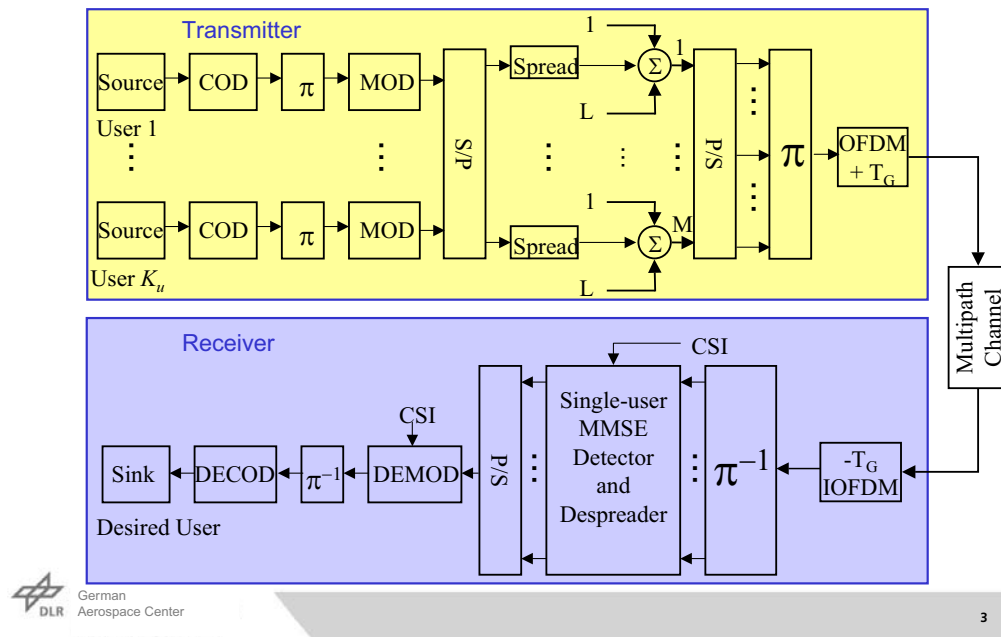 Transmitter
Source
COD
π
MOD
S/P
Spread
1
Σ
L
1
P/S
π
OFDM
+ T_G
User 1
⋮
⋮
⋮
⋮
⋮
⋮
⋮
Source
COD
π
MOD
Spread
1
Σ
L
M
User K_u
Multipath
Channel
Receiver
CSI
CSI
Sink
DECOD
π⁻¹
DEMOD
P/S
⋮
Single-user
MMSE
Detector
and
Despreader
⋮
π⁻¹
-T_G
IOFDM
Desired User
DLR
German
Aerospace Center
3